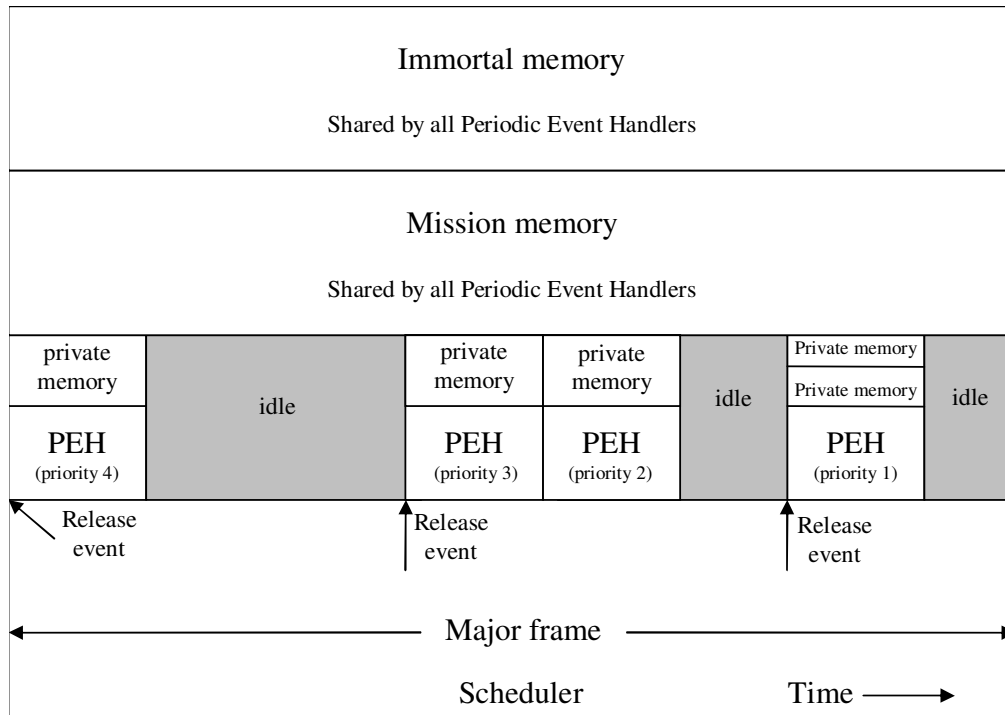 Immortal memory
Shared by all Periodic Event Handlers
Mission memory
Shared by all Periodic Event Handlers
private
memory
idle
private
memory
private
memory
idle
Private memory
Private memory
idle
PEH
(priority 4)
PEH
(priority 3)
PEH
(priority 2)
PEH
(priority 1)
Release
event
Release
event
Release
event
Major frame
Scheduler
Time